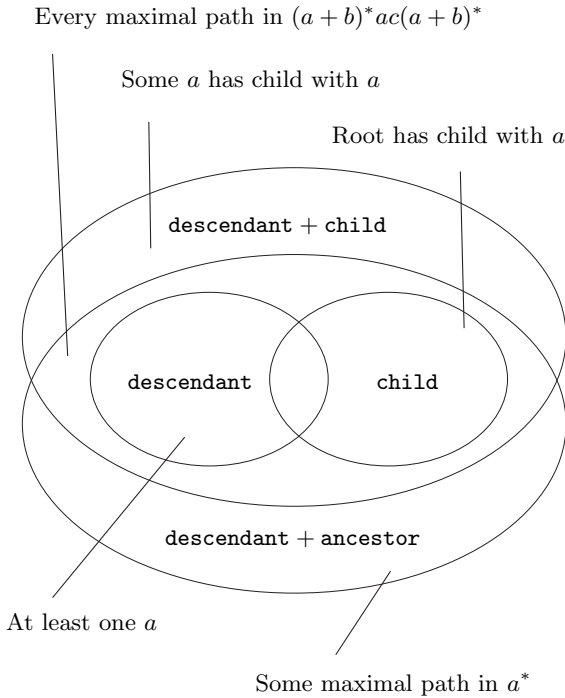 Every maximal path in (a + b)*ac(a + b)*
Some a has child with a
Root has child with a
descendant + child
descendant
child
descendant + ancestor
At least one a
Some maximal path in a*